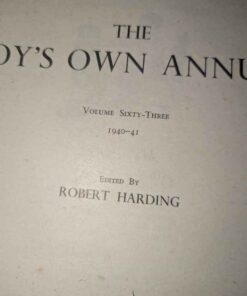 THE
OY'S OWN ANNU
VOLUME SIXTY-THREE
1940-41
EDITED BY
ROBERT HARDING